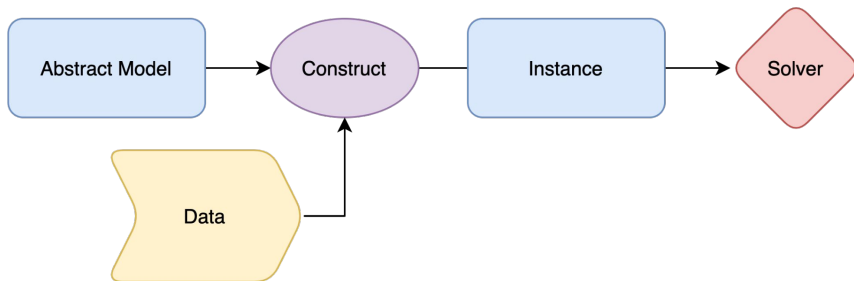 Abstract Model
Construct
Instance
Solver
Data